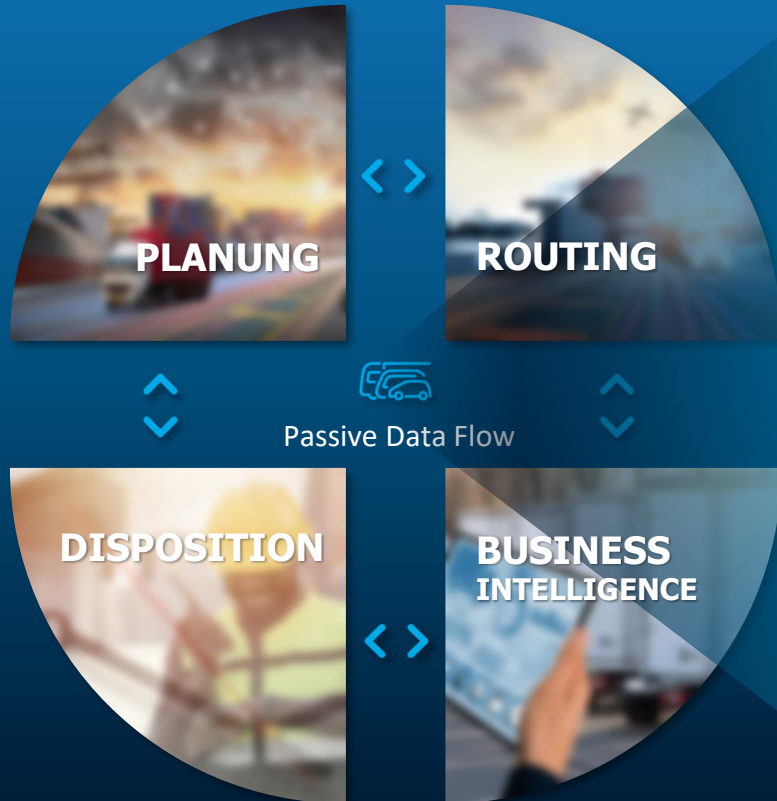 PLANUNG
ROUTING
Passive Data Flow
DISPOSITION
BUSINESS
INTELLIGENCE